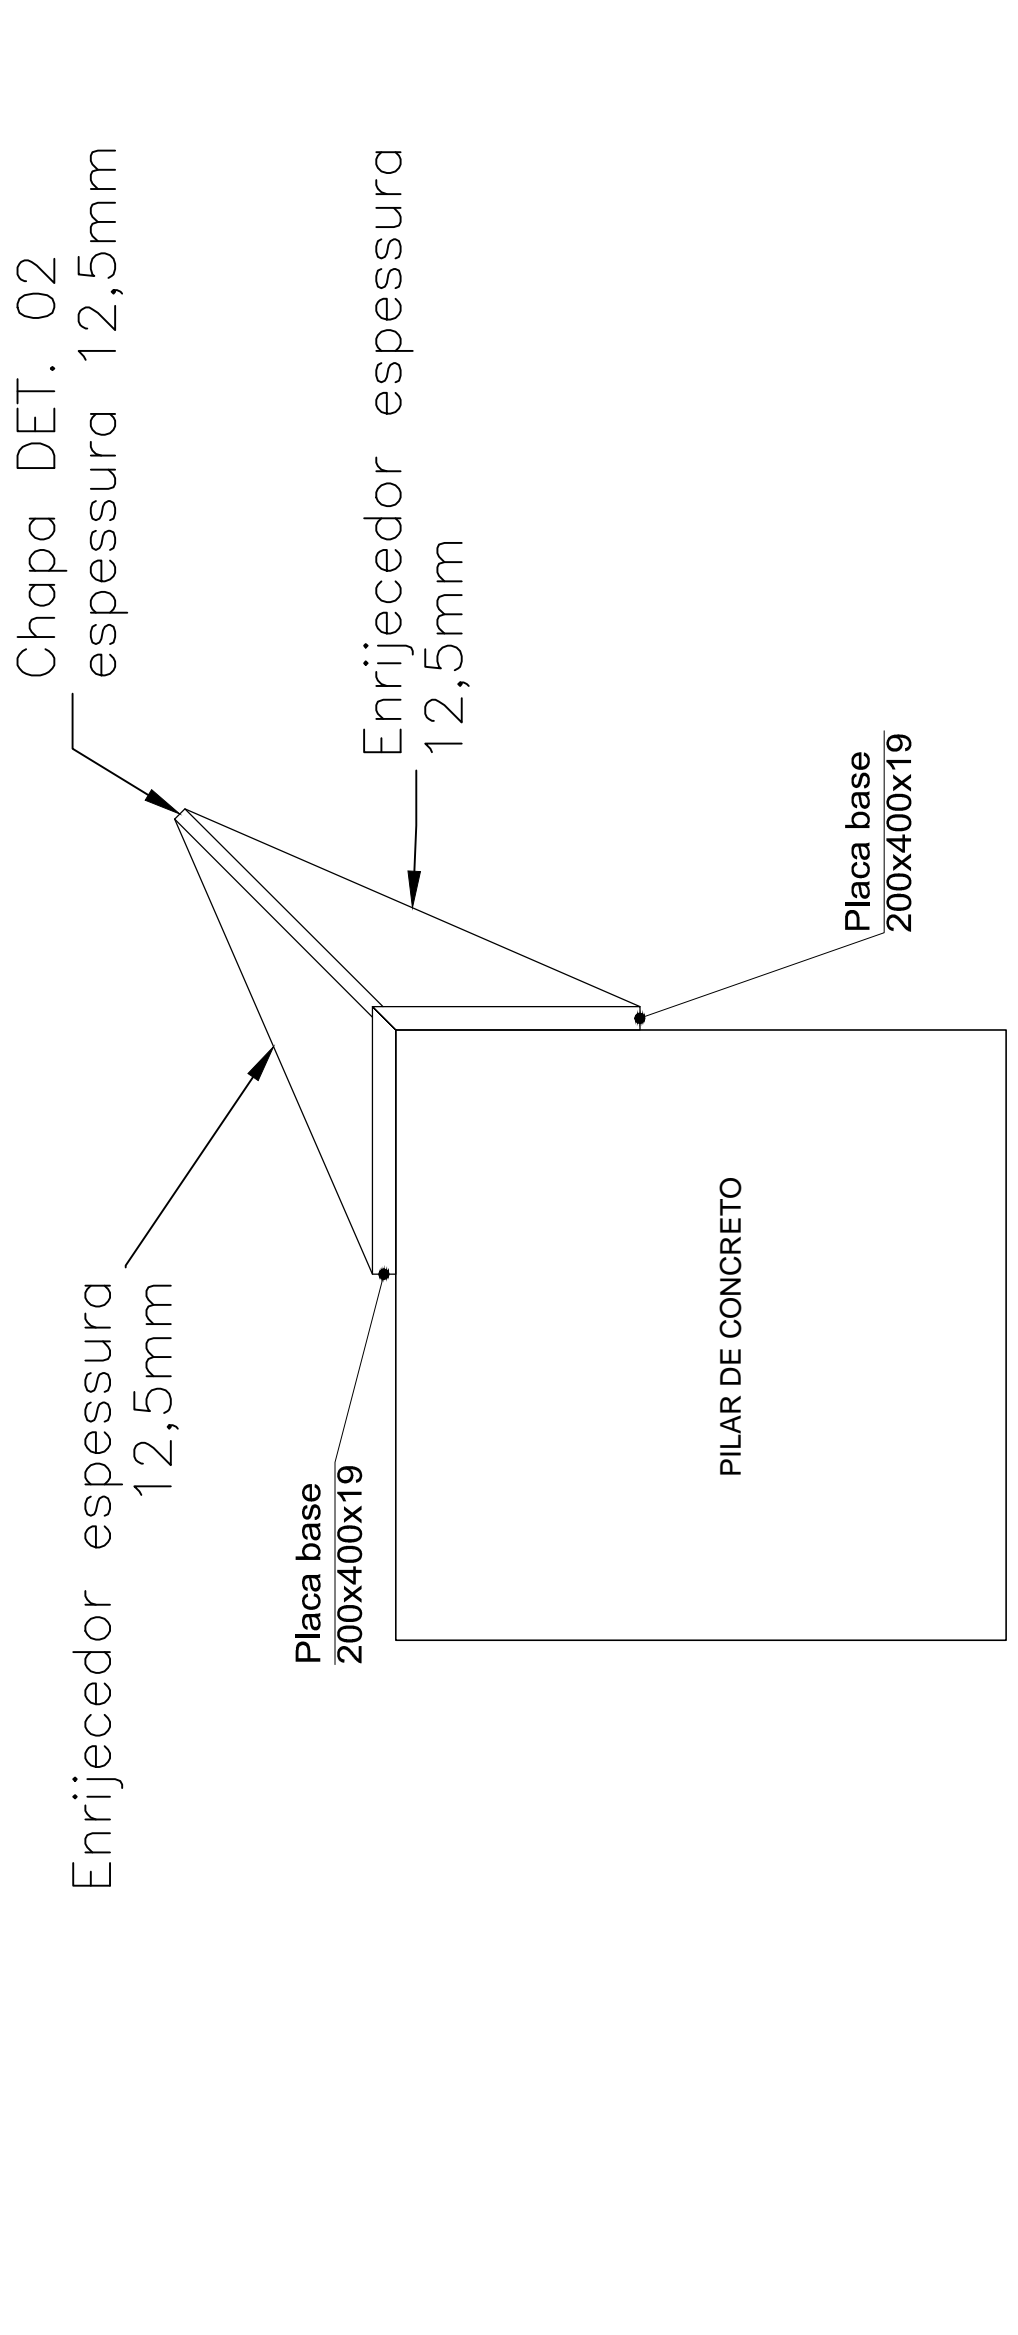 Chapa DET. 02
espessura 12,5mm
Enrijecedor espessura
12,5mm
Enrijecedor espessura
12,5mm
Placa base
200x400x19
Placa base
200x400x19
PILAR DE CONCRETO